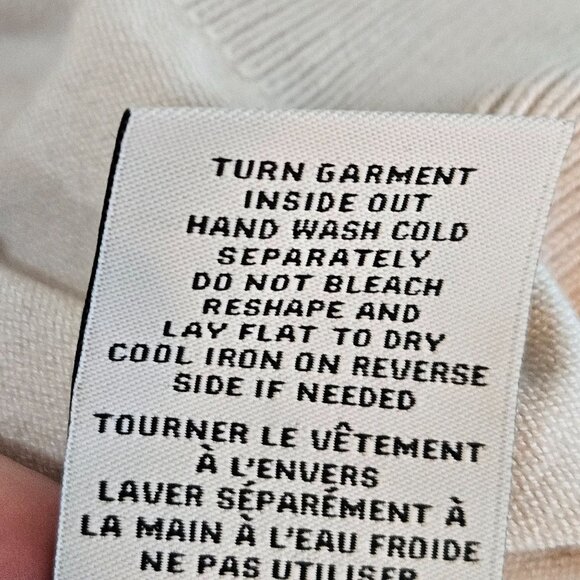 TURN GARMENT
INSIDE OUT
HAND WASH COLD
SEPARATELY
DO NOT BLEACH
RESHAPE AND
LAY FLAT TO DRY
COOL IRON ON REVERSE
SIDE IF NEEDED
TOURNER LE VÊTEMENT
À L'ENVERS
LAVER SÉPARÉMENT À
LA MAIN À L'EAU FROIDE
NE PAS UTILISER